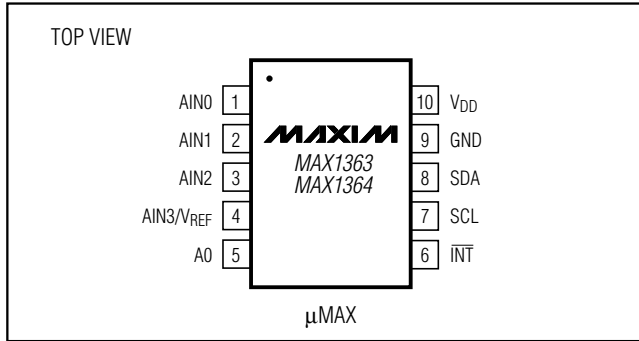 TOP VIEW
AIN0 1
AIN1 2
AIN2 3
AIN3/VREF 4
A0 5
MAXIM
MAX1363
MAX1364
10 VDD
9 GND
8 SDA
7 SCL
6 I̅N̅T̅
µMAX